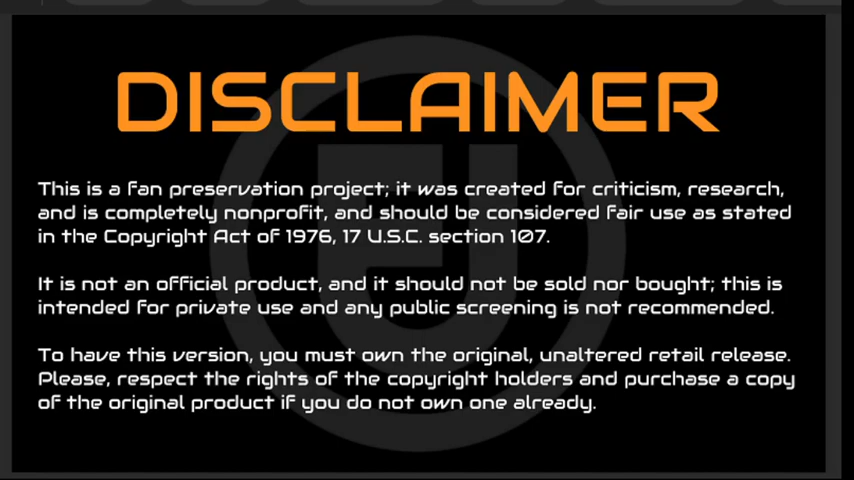 DISCLAIMER
This is a fan preservation project; it was created for criticism, research,
and is completely nonprofit, and should be considered fair use as stated
in the Copyright Act of 1976, 17 U.S.C. section 107.
It is not an official product, and it should not be sold nor bought; this is
intended for private use and any public screening is not recommended.
To have this version, you must own the original, unaltered retail release.
Please, respect the rights of the copyright holders and purchase a copy
of the original product if you do not own one already.